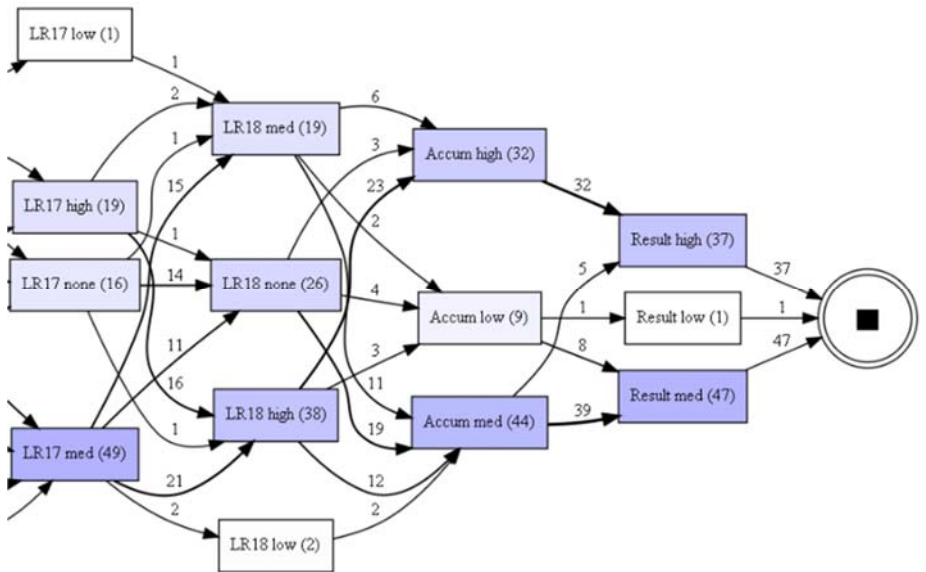 LR17 low (1)
1
2
6
LR18 med (19)
1
3
Accum high (32)
15
23
32
LR17 high (19)
2
Result high (37)
1
5
37
LR17 none (16)
14
LR18 none (26)
4
Accum low (9)
1
Result low (1)
1
11
3
8
47
16
11
Result med (47)
LR18 high (38)
39
1
19
Accum med (44)
LR17 med (49)
21
12
2
2
LR18 low (2)